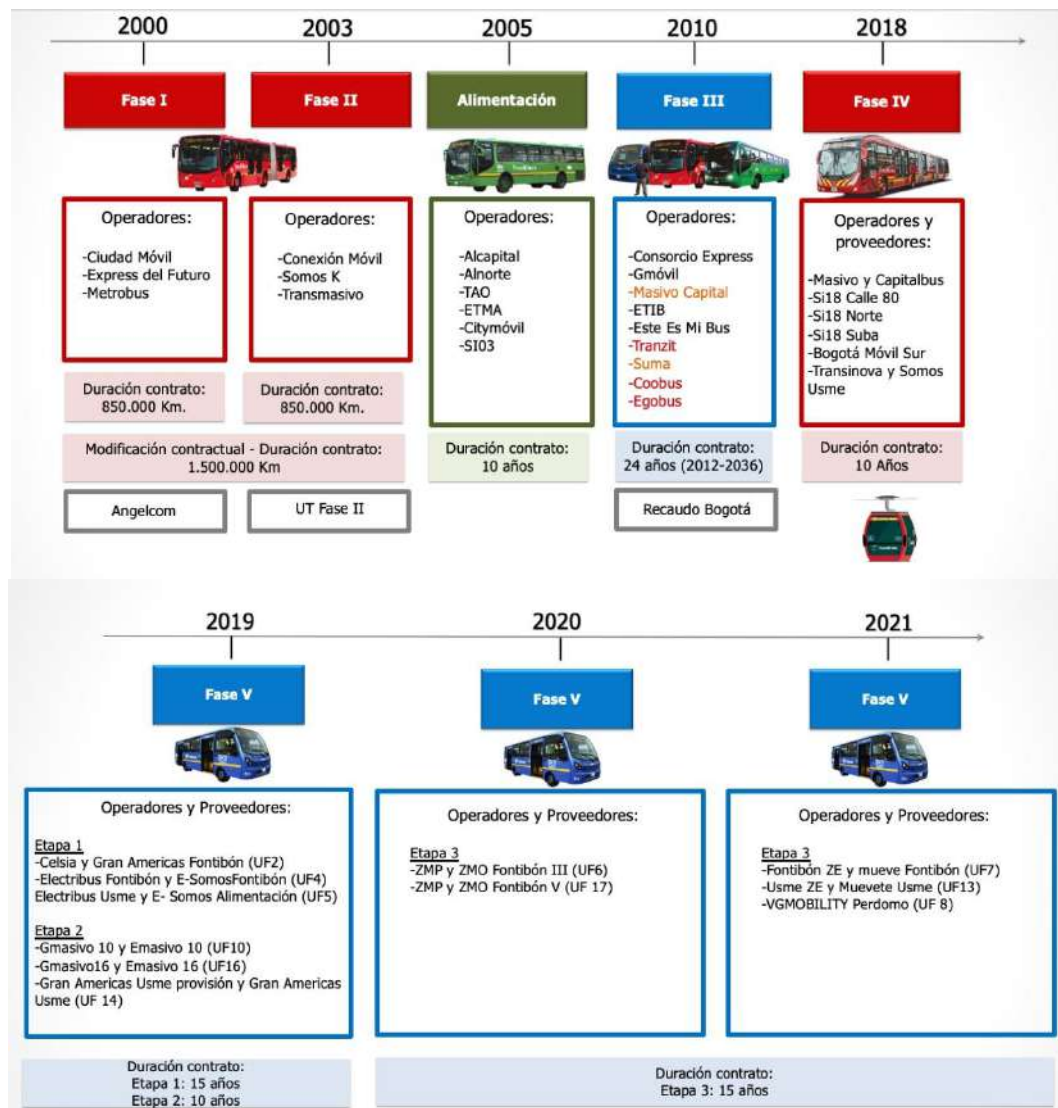 2000
2003
2005
2010
2018
Fase I
Fase II
Alimentación
Fase III
Fase IV
Operadores:
-Ciudad Móvil
-Express del Futuro
-Metrobus
Operadores:
-Conexión Móvil
-Somos K
-Transmasivo
Operadores:
-Alcapital
-Alnorte
-TAO
-ETMA
-Citymóvil
-SI03
Operadores:
-Consorcio Express
-Gmóvil
-Masivo Capital
-ETIB
-Este Es Mi Bus
-Tranzit
-Suma
-Coobus
-Egobus
Operadores y
proveedores:
-Masivo y Capitalbus
-Si18 Calle 80
-Si18 Norte
-Si18 Suba
-Bogotá Móvil Sur
-Transinova y Somos
Usme
Duración contrato:
850.000 Km.
Duración contrato:
850.000 Km.
Modificación contractual - Duración contrato:
1.500.000 Km
Duración contrato:
10 años
Duración contrato:
24 años (2012-2036)
Duración contrato:
10 Años
Angelcom
UT Fase II
Recaudo Bogotá
2019
2020
2021
Fase V
Fase V
Fase V
Operadores y Proveedores:
Etapa 1
-Celsia y Gran Americas Fontibón (UF2)
-Electribus Fontibón y E-SomosFontibón (UF4)
Electribus Usme y E- Somos Alimentación (UF5)
Etapa 2
-Gmasivo 10 y Emasivo 10 (UF10)
-Gmasivo16 y Emasivo 16 (UF16)
-Gran Americas Usme provisión y Gran Americas
Usme (UF 14)
Operadores y Proveedores:
Etapa 3
-ZMP y ZMO Fontibón III (UF6)
-ZMP y ZMO Fontibón V (UF 17)
Operadores y Proveedores:
Etapa 3
-Fontibón ZE y mueve Fontibón (UF7)
-Usme ZE y Muevete Usme (UF13)
-VGMOBILITY Perdomo (UF 8)
Duración contrato:
Etapa 1: 15 años
Etapa 2: 10 años
Duración contrato:
Etapa 3: 15 años